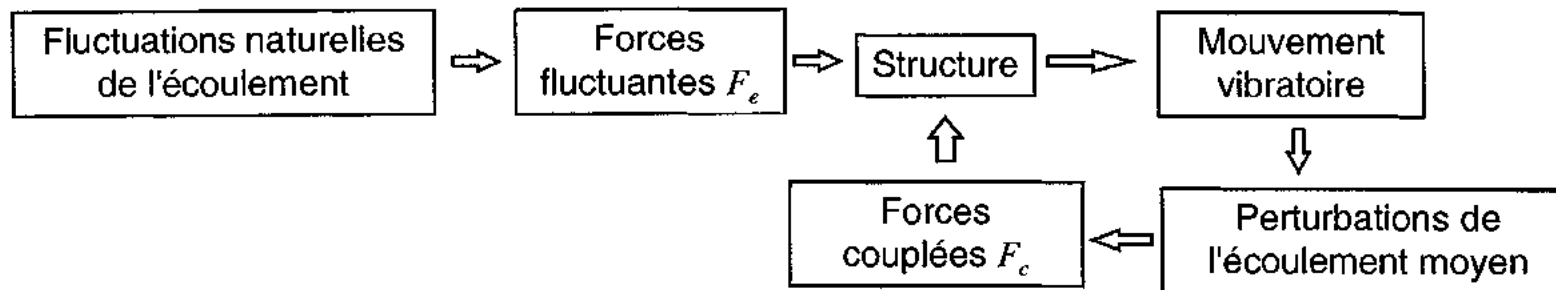 Fluctuations naturelles
de l'écoulement
Forces
fluctuantes F_e
Structure
Mouvement
vibratoire
Perturbations de
l'écoulement moyen
Forces
couplées F_c